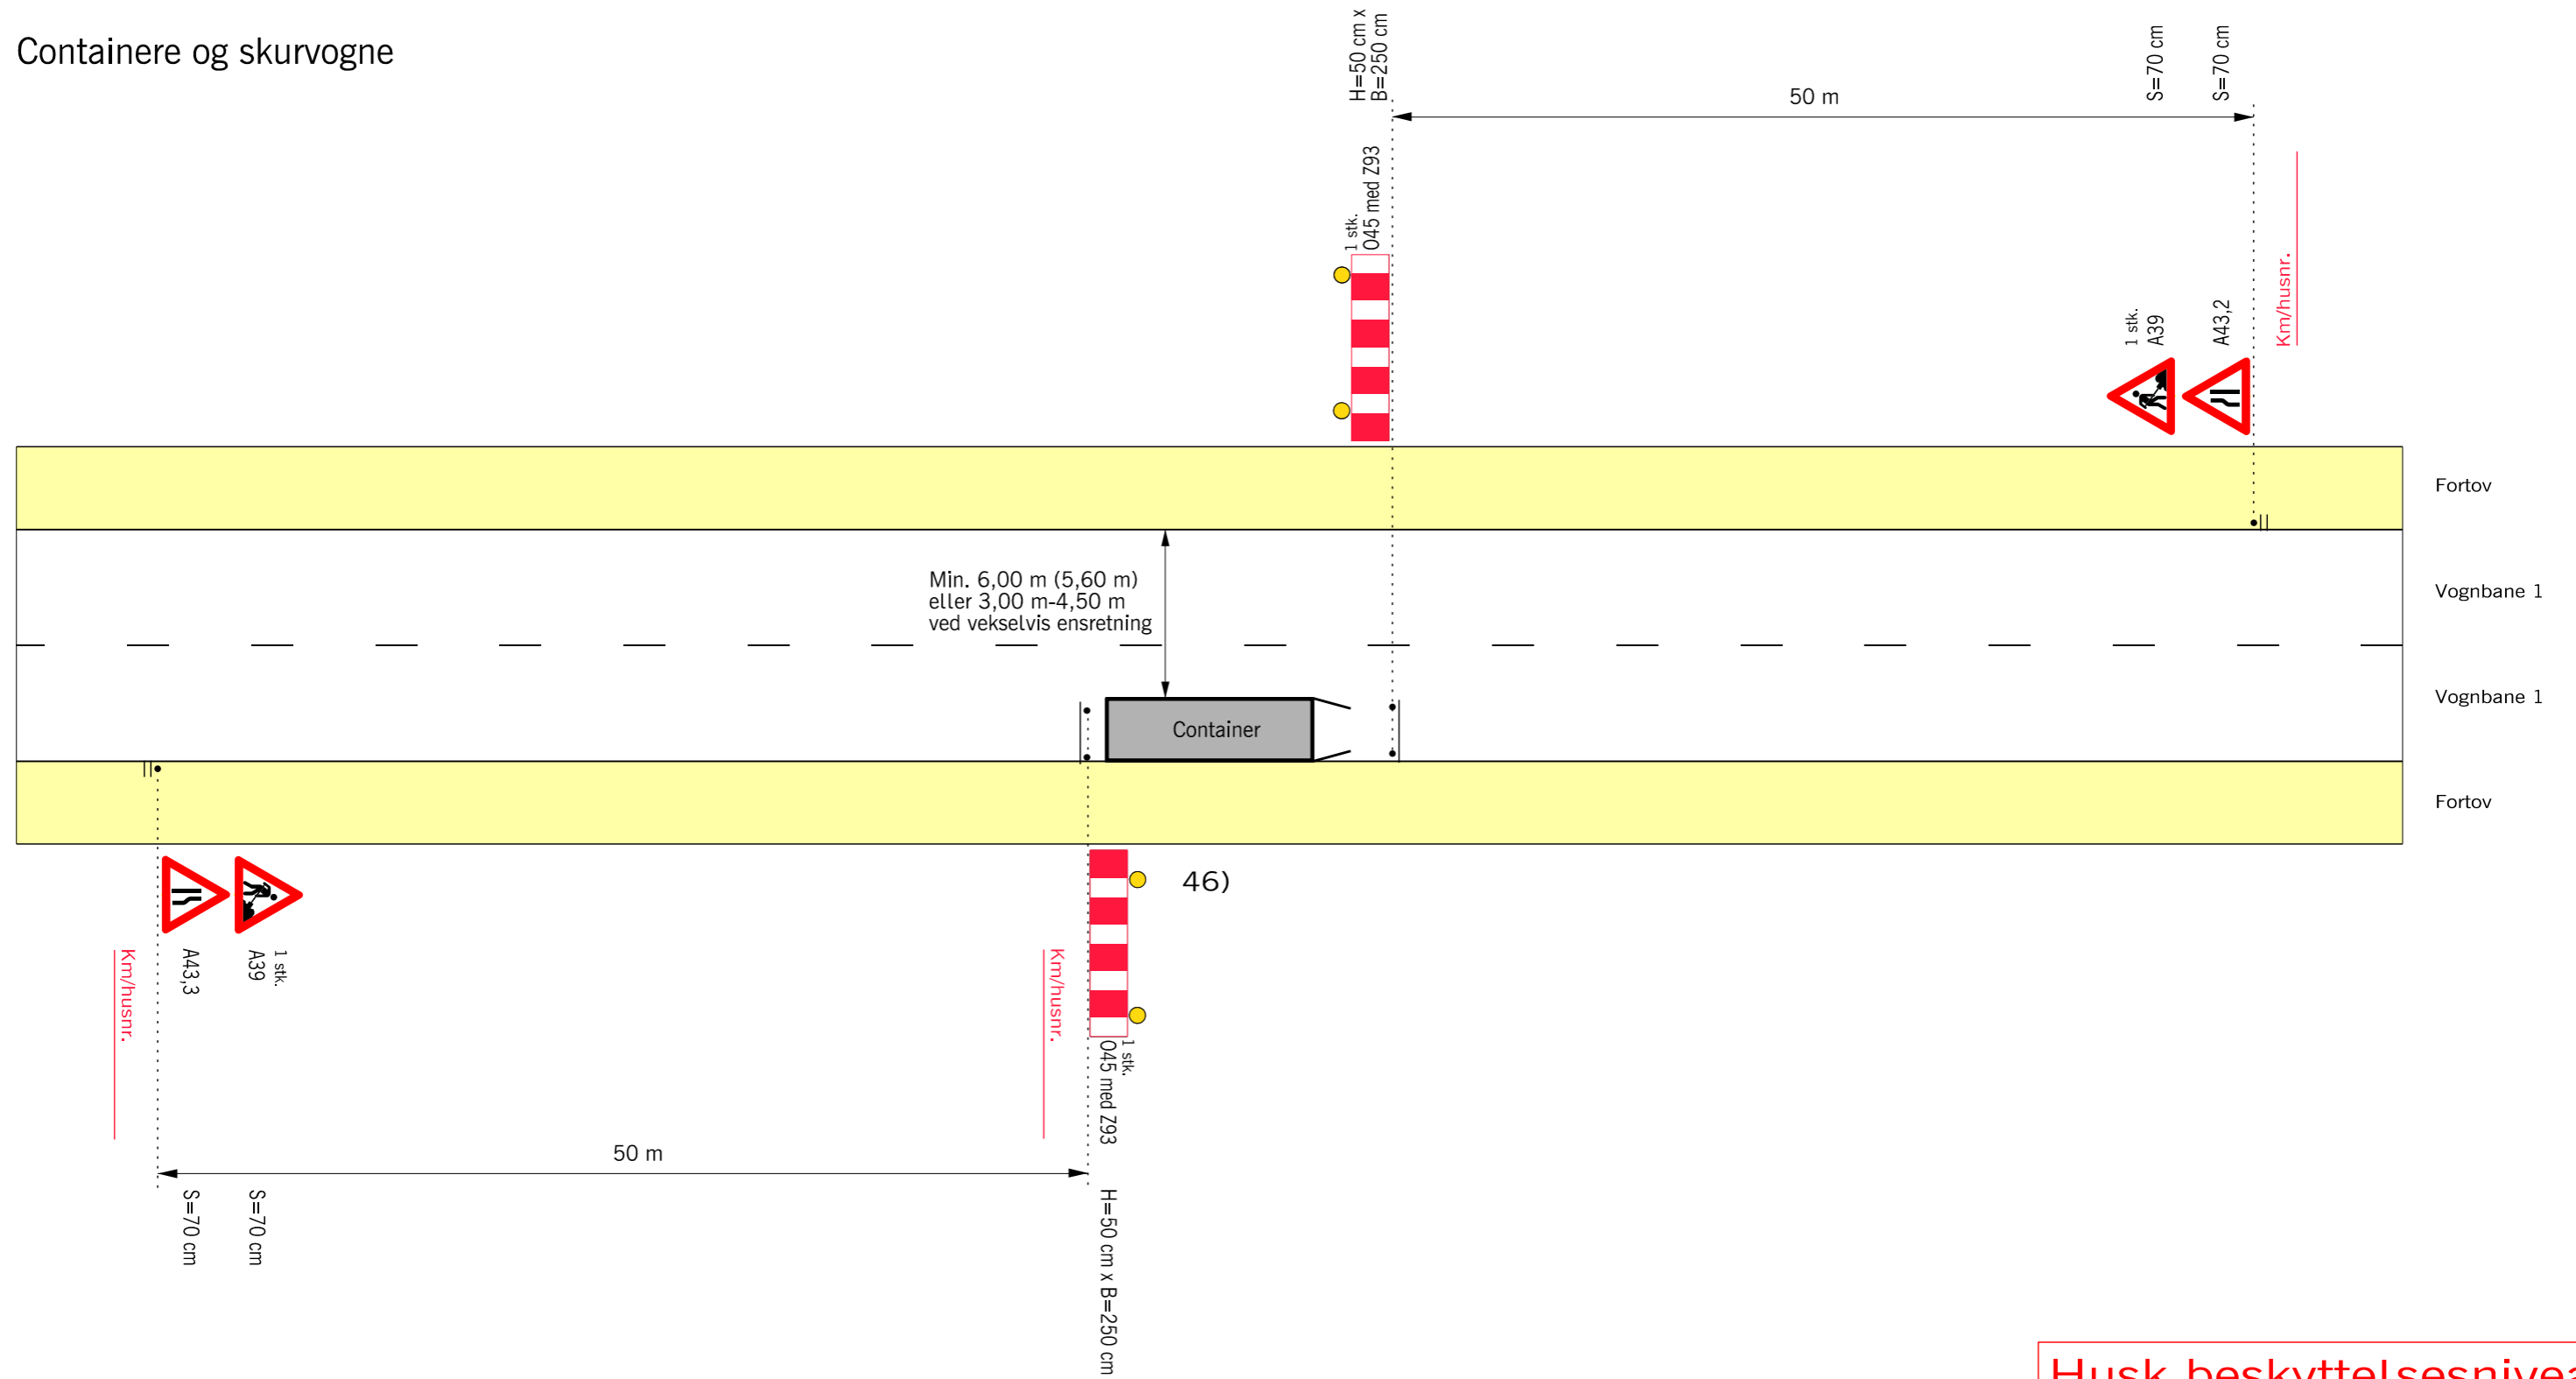 Containere og skurvogne
H=50 cm x
B=250 cm
50 m
S=70 cm
S=70 cm
1 stk.
O45 med Z93
1 stk.
A39
A43,2
Km/husnr.
Fortov
Min. 6,00 m (5,60 m)
eller 3,00 m-4,50 m
ved vekselvis ensretning
Vognbane 1
Vognbane 1
Container
Fortov
46)
A43,3
A39
1 stk.
Km/husnr.
Km/husnr.
1 stk.
O45 med Z93
50 m
S=70 cm
S=70 cm
H=50 cm x B=250 cm
Husk